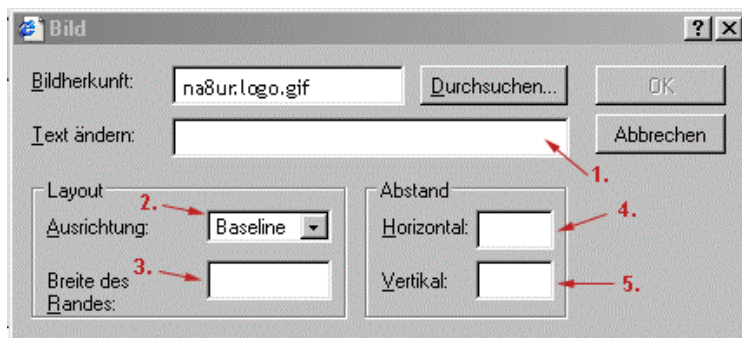 Bild
Bildherkunft: na8ur.logo.gif Durchsuchen... OK
Text ändern: Abbrechen
1.
Layout Abstand
2.
Ausrichtung: Baseline Horizontal: 4.
3.
Breite des Randes: Vertikal: 5.